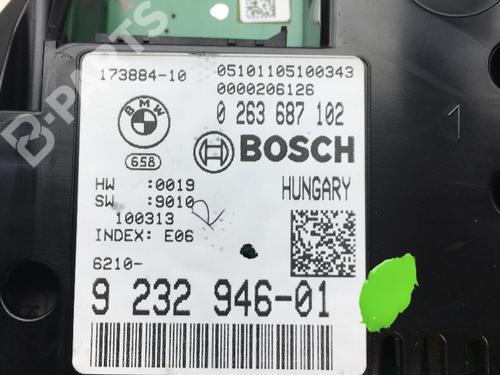 173884-10 05101105100343
0000206126
BMW
0 263 687 102
658
BOSCH
HW :0019
HUNGARY
SW :9010
100313
INDEX: E06
6210-
9 232 946-01
1
B-PARTS